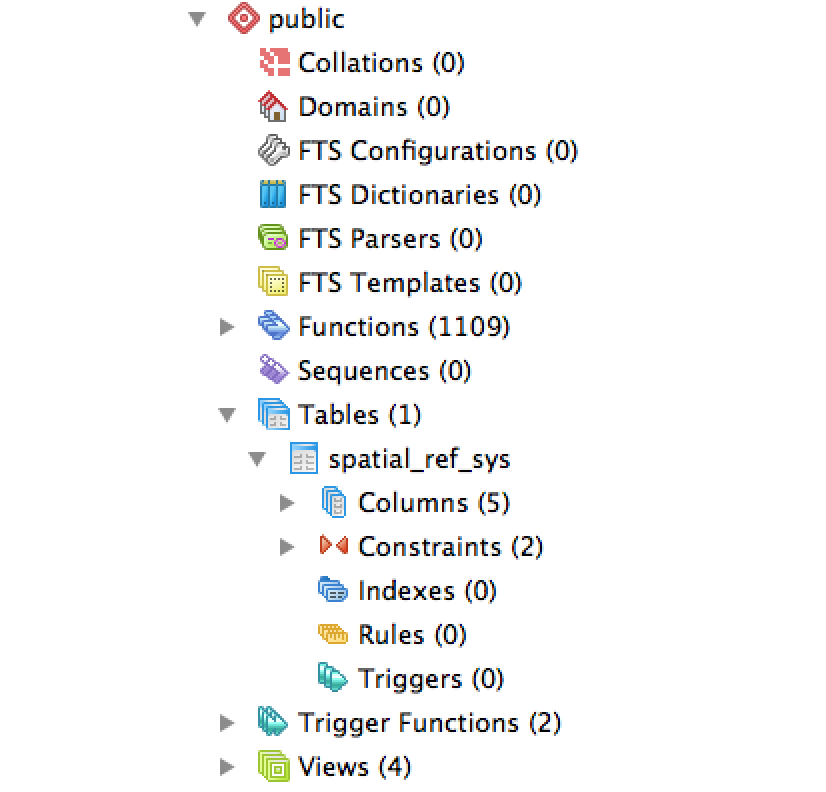 public
Collations (0)
Domains (0)
FTS Configurations (0)
FTS Dictionaries (0)
FTS Parsers (0)
FTS Templates (0)
Functions (1109)
Sequences (0)
Tables (1)
spatial_ref_sys
Columns (5)
Constraints (2)
Indexes (0)
Rules (0)
Triggers (0)
Trigger Functions (2)
Views (4)